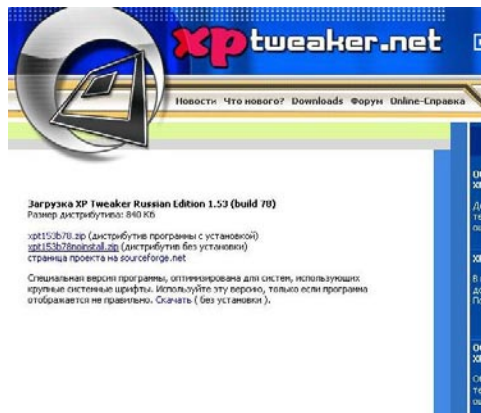 xptweaker.net
Новости Что нового? Downloads Форум Online-Справка
Загрузка XP Tweaker Russian Edition 1.53 (build 78)
Размер дистрибутива: 840 Кб
xpt153b78.zip (дистрибутив программы с установкой)
xpt153b78noinstall.zip (дистрибутив без установки)
страница проекта на sourceforge.net
Специальная версия программы, оптимизирована для систем, использующих
крупные системные шрифты. Используйте эту версию, только если программа
отображается не правильно. Скачать ( без установки ).